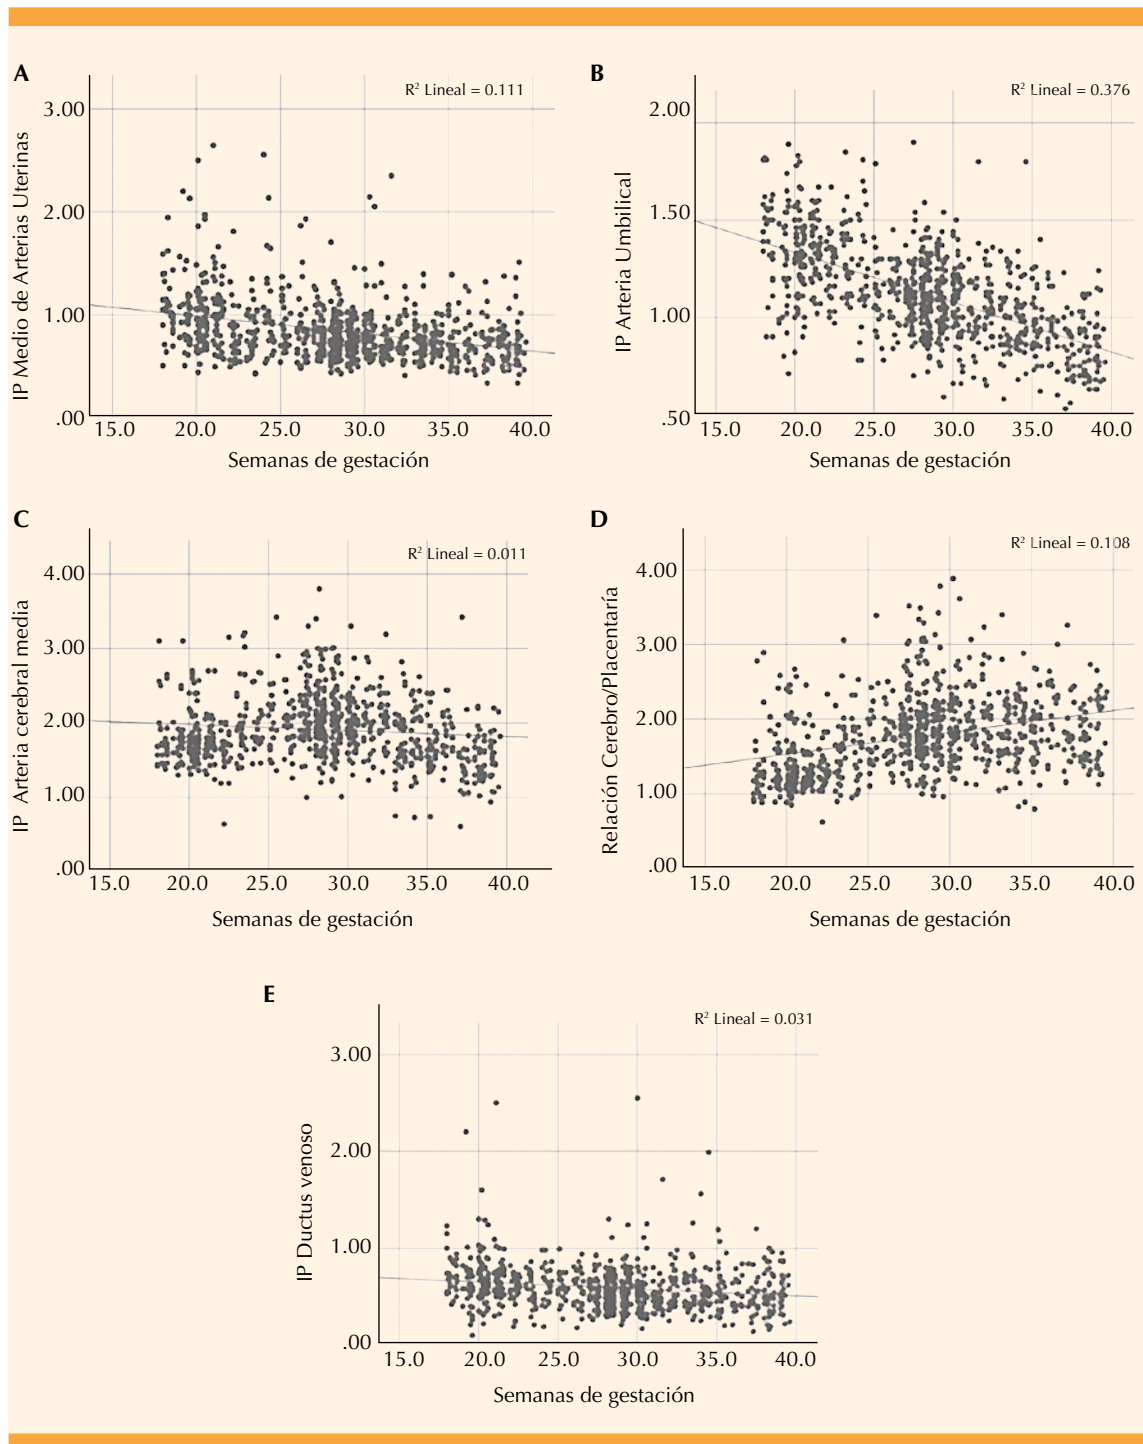 A
R² Lineal = 0.111
IP Medio de Arterias Uterinas
3.00
2.00
1.00
.00
15.0 20.0 25.0 30.0 35.0 40.0
Semanas de gestación
B
R² Lineal = 0.376
IP Arteria Umbilical
2.00
1.50
1.00
.50
15.0 20.0 25.0 30.0 35.0 40.0
Semanas de gestación
C
R² Lineal = 0.011
IP Arteria cerebral media
4.00
3.00
2.00
1.00
.00
15.0 20.0 25.0 30.0 35.0 40.0
Semanas de gestación
D
R² Lineal = 0.108
Relación Cerebro/Placentaría
4.00
3.00
2.00
1.00
.00
15.0 20.0 25.0 30.0 35.0 40.0
Semanas de gestación
E
R² Lineal = 0.031
IP Ductus venoso
3.00
2.00
1.00
.00
15.0 20.0 25.0 30.0 35.0 40.0
Semanas de gestación